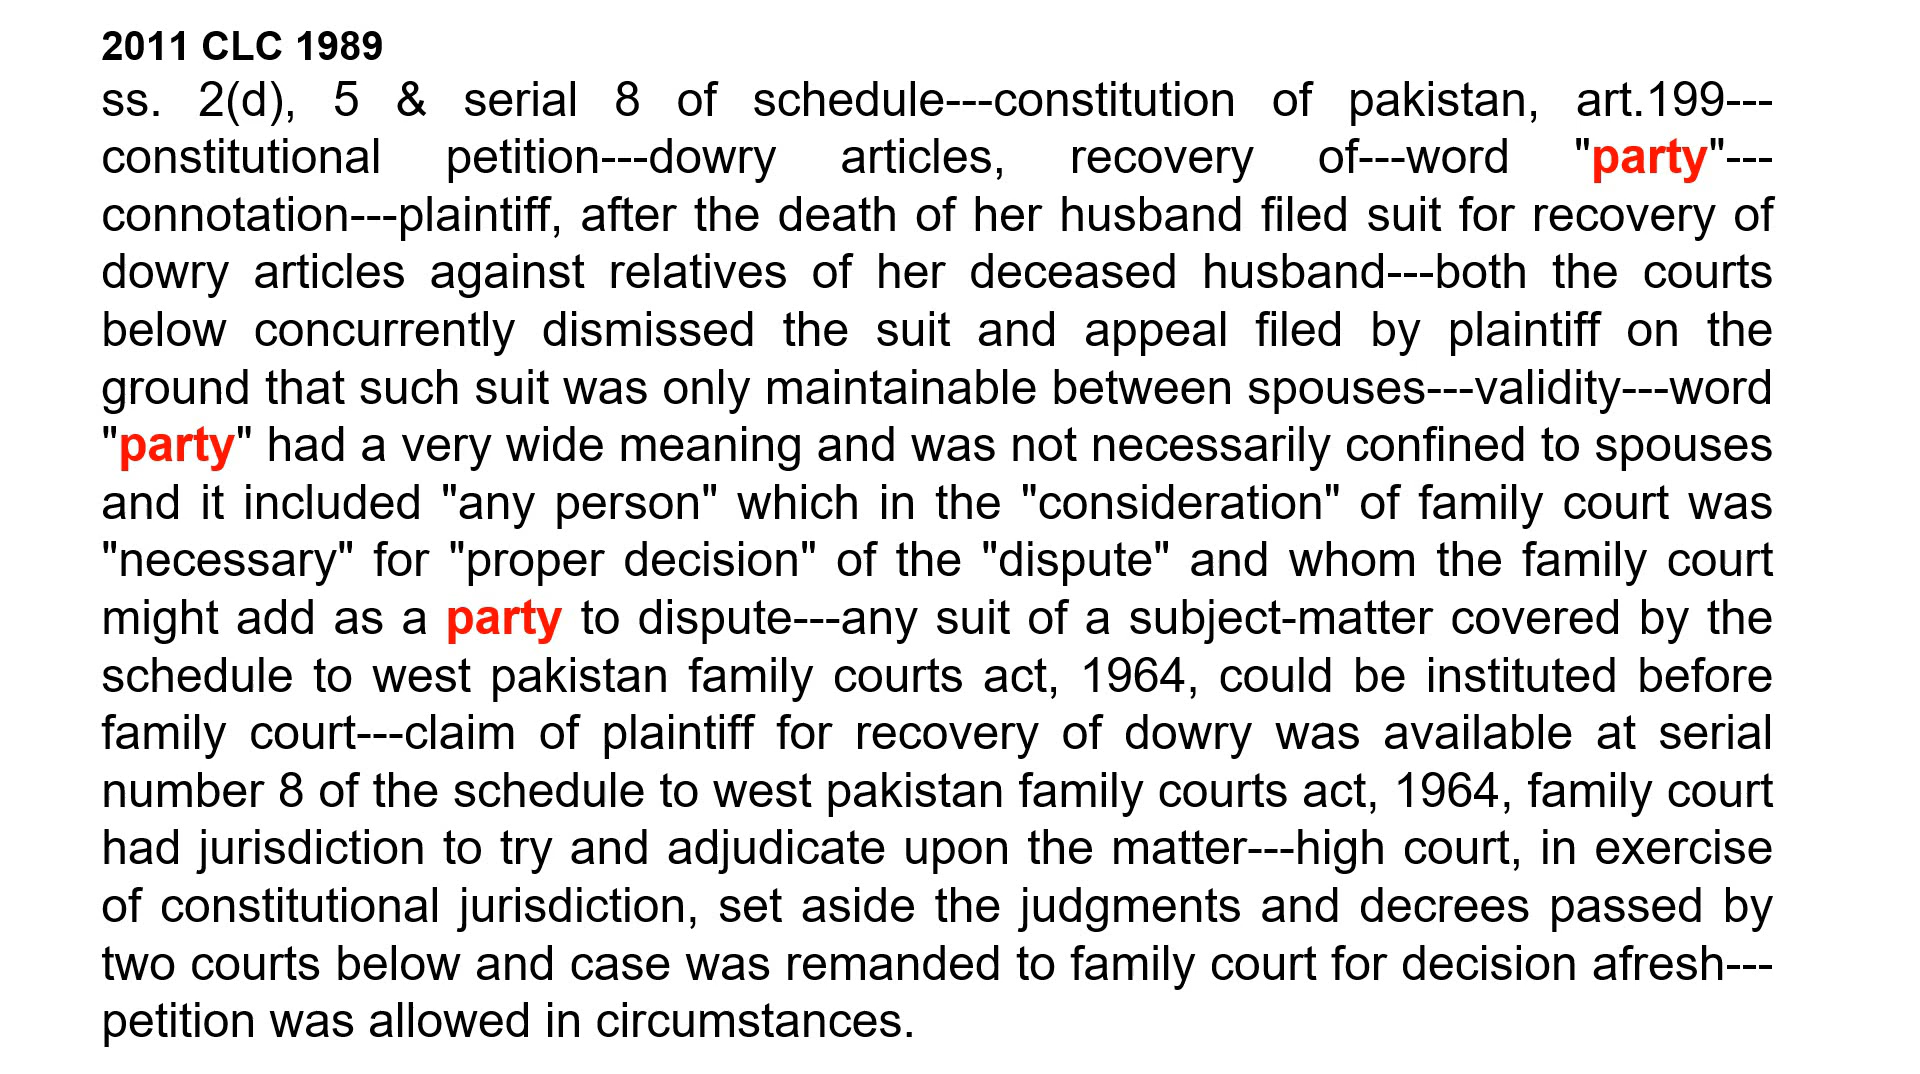 2011 CLC 1989
ss. 2(d), 5 & serial 8 of schedule---constitution of pakistan, art.199---
constitutional petition---dowry articles, recovery of---word "party"---
connotation---plaintiff, after the death of her husband filed suit for recovery of
dowry articles against relatives of her deceased husband---both the courts
below concurrently dismissed the suit and appeal filed by plaintiff on the
ground that such suit was only maintainable between spouses---validity---word
"party" had a very wide meaning and was not necessarily confined to spouses
and it included "any person" which in the "consideration" of family court was
"necessary" for "proper decision" of the "dispute" and whom the family court
might add as a party to dispute---any suit of a subject-matter covered by the
schedule to west pakistan family courts act, 1964, could be instituted before
family court---claim of plaintiff for recovery of dowry was available at serial
number 8 of the schedule to west pakistan family courts act, 1964, family court
had jurisdiction to try and adjudicate upon the matter---high court, in exercise
of constitutional jurisdiction, set aside the judgments and decrees passed by
two courts below and case was remanded to family court for decision afresh---
petition was allowed in circumstances.